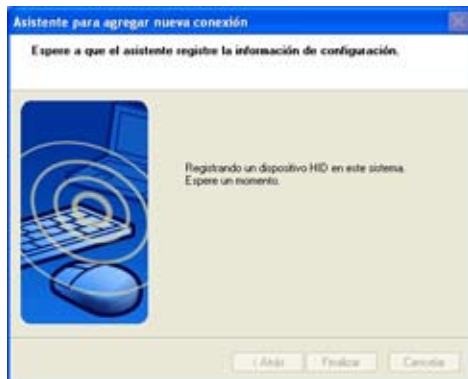 Asistente para agregar nueva conexión
Espere a que el asistente registre la información de configuración.
Registrando un dispositivo HID en este sistema.
Espere un momento.
< Atrás
Finalizar
Cancelar